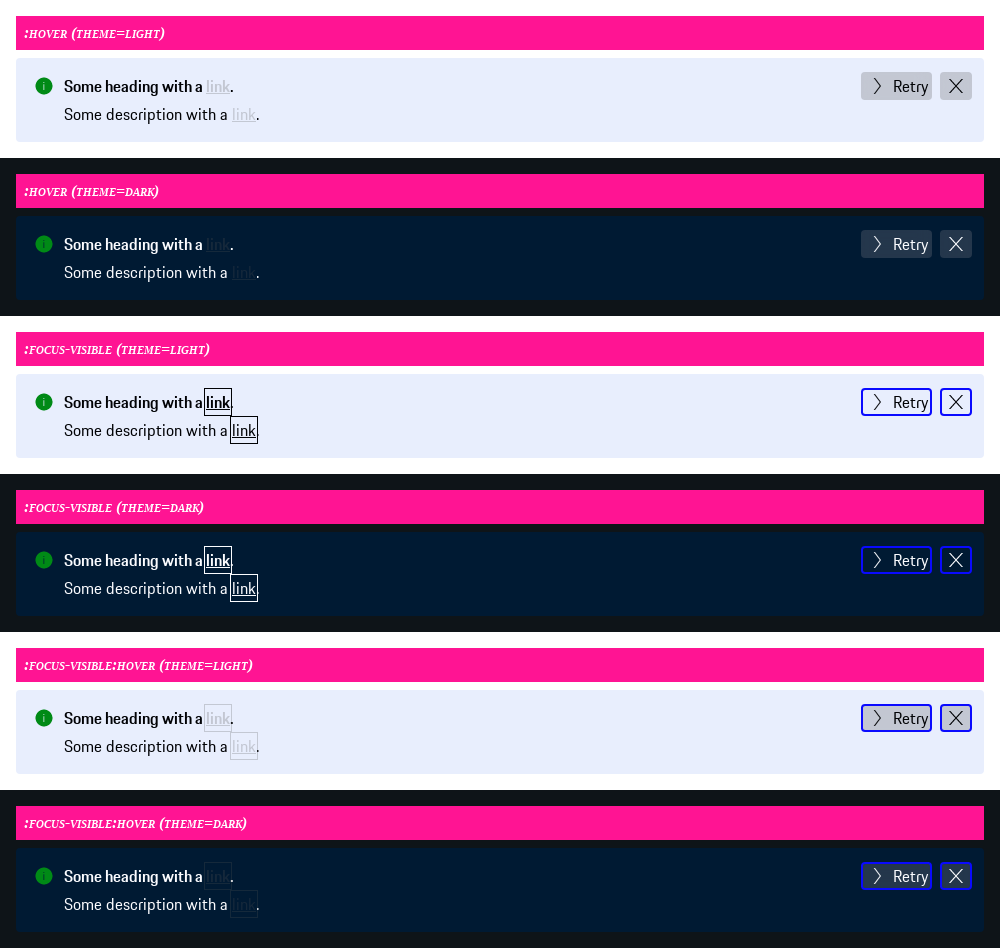 :HOVER (THEME=LIGHT)
Some heading with a link.
Retry
Some description with a link.
:HOVER (THEME=DARK)
Some heading with a link.
Retry
Some description with a link.
:FOCUS-VISIBLE (THEME=LIGHT)
Some heading with a link.
Retry
Some description with a link.
:FOCUS-VISIBLE (THEME=DARK)
Some heading with a link.
Retry
Some description with a link.
:FOCUS-VISIBLE:HOVER (THEME=LIGHT)
Some heading with a link.
Retry
Some description with a link.
:FOCUS-VISIBLE:HOVER (THEME=DARK)
Some heading with a link.
Retry
Some description with a link.